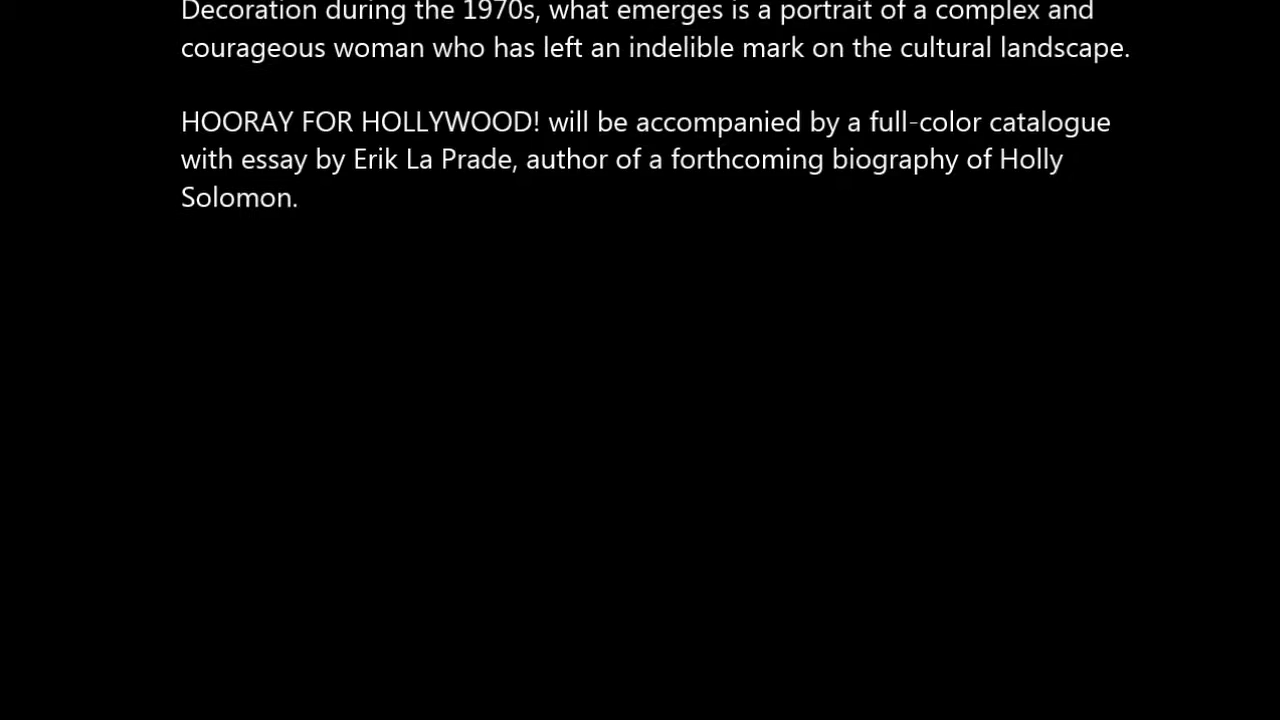 Decoration during the 1970s, what emerges is a portrait of a complex and
courageous woman who has left an indelible mark on the cultural landscape.
HOORAY FOR HOLLYWOOD! will be accompanied by a full-color catalogue
with essay by Erik La Prade, author of a forthcoming biography of Holly
Solomon.